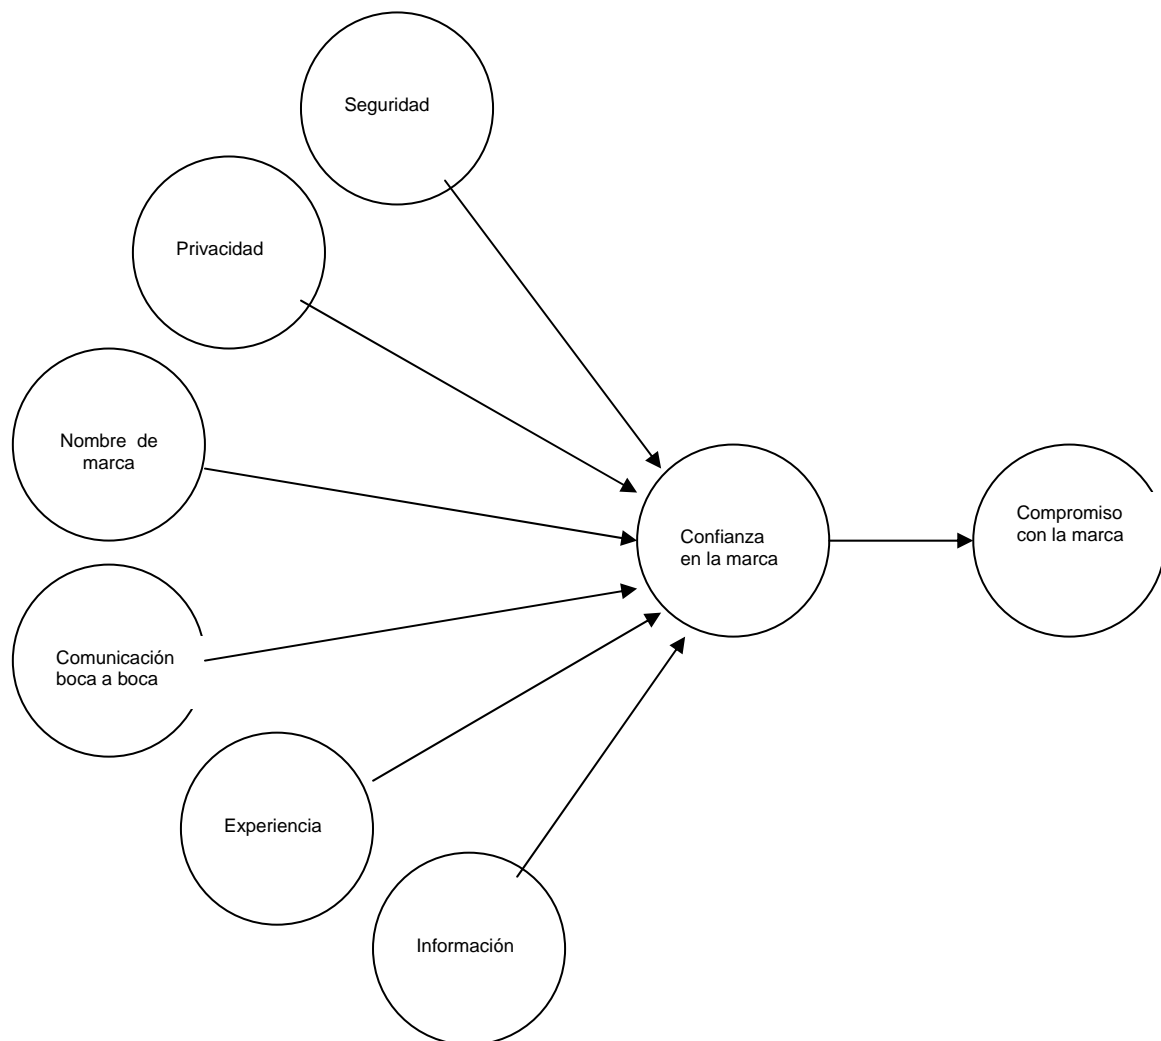 Seguridad
Privacidad
Nombre de
marca
Confianza
en la marca
Compromiso
con la marca
Comunicación
boca a boca
Experiencia
Información